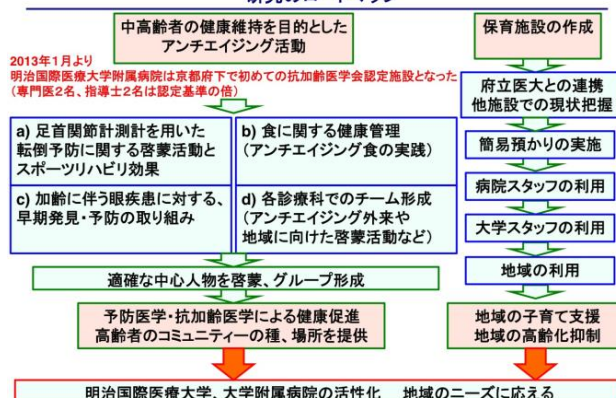 研究のロードマップ
中高齢者の健康維持を目的とした
アンチエイジング活動
2013年1月より
明治国際医療大学附属病院は京都府下で初めての抗加齢医学会認定施設となった
(専門医2名、指導士2名は認定基準の倍)
a) 足首関節計測計を用いた
転倒予防に関する啓蒙活動と
スポーツリハビリ効果
b) 食に関する健康管理
(アンチエイジング食の実践)
c) 加齢に伴う眼疾患に対する、
早期発見・予防の取り組み
d) 各診療科でのチーム形成
(アンチエイジング外来や
地域に向けた啓蒙活動など)
適確な中心人物を啓蒙、グループ形成
予防医学・抗加齢医学による健康促進
高齢者のコミュニティーの種、場所を提供
保育施設の作成
府立医大との連携
他施設での現状把握
簡易預かりの実施
病院スタッフの利用
大学スタッフの利用
地域の利用
地域の子育て支援
地域の高齢化抑制
明治国際医療大学、大学附属病院の活性化 地域のニーズに応える